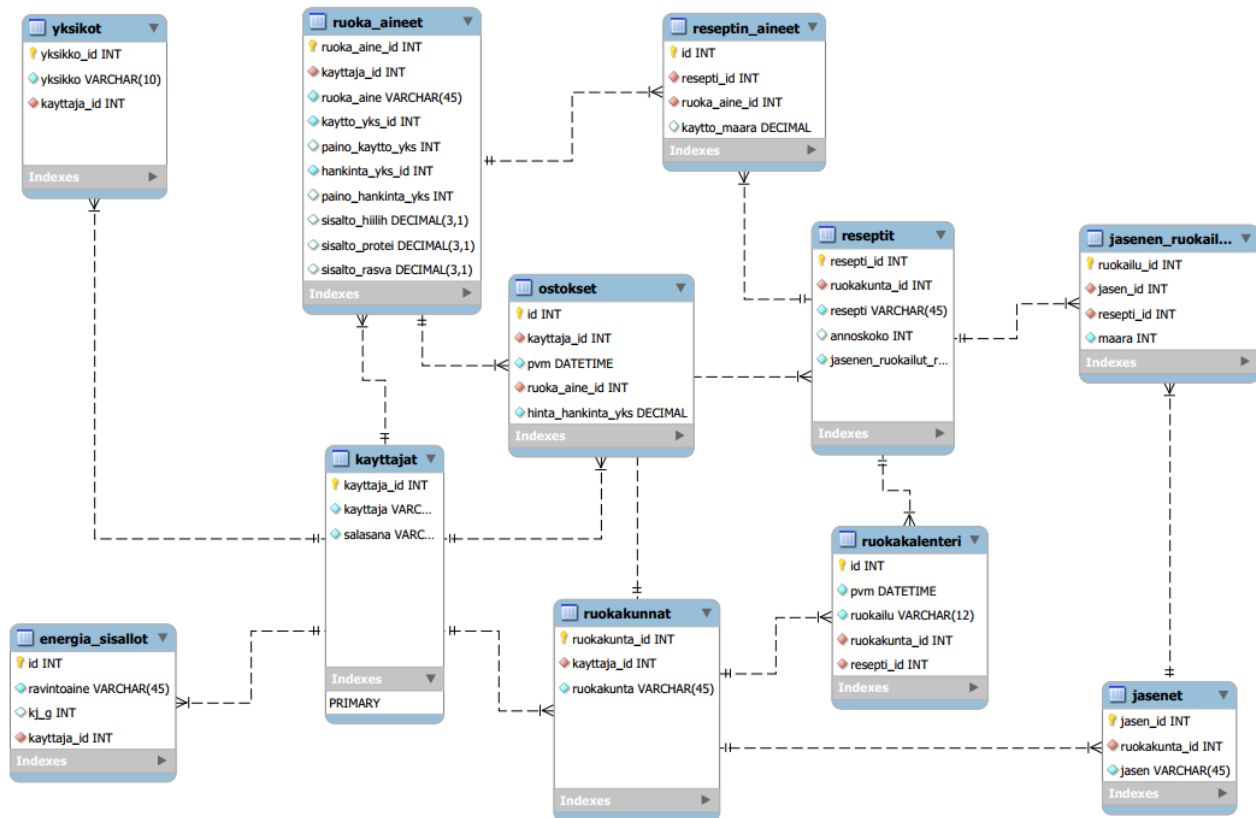 yksikot
yksikko_id INT
yksikko VARCHAR(10)
kayttaja_id INT
Indexes
ruoka_aineet
ruoka_aine_id INT
kayttaja_id INT
ruoka_aine VARCHAR(45)
kaytto_yks_id INT
paino_kaytto_yks INT
hankinta_yks_id INT
paino_hankinta_yks INT
sisalto_hiilih DECIMAL(3,1)
sisalto_protei DECIMAL(3,1)
sisalto_rasva DECIMAL(3,1)
Indexes
reseptin_aineet
id INT
resepti_id INT
ruoka_aine_id INT
kaytto_maara DECIMAL
Indexes
reseptit
resepti_id INT
ruokakunta_id INT
resepti VARCHAR(45)
annoskoko INT
jasenen_ruokailut_r...
Indexes
jasenen_ruokail...
ruokailu_id INT
jasen_id INT
resepti_id INT
maara INT
Indexes
ostokset
id INT
kayttaja_id INT
pvm DATETIME
ruoka_aine_id INT
hinta_hankinta_yks DECIMAL
Indexes
kayttajat
kayttaja_id INT
kayttaja VARC...
salasana VARC...
Indexes
PRIMARY
ruokakalenteri
id INT
pvm DATETIME
ruokailu VARCHAR(12)
ruokakunta_id INT
resepti_id INT
Indexes
energia_sisallot
id INT
ravintoaine VARCHAR(45)
kj_g INT
kayttaja_id INT
Indexes
ruokakunnat
ruokakunta_id INT
kayttaja_id INT
ruokakunta VARCHAR(45)
Indexes
jasenet
jasen_id INT
ruokakunta_id INT
jasen VARCHAR(45)
Indexes